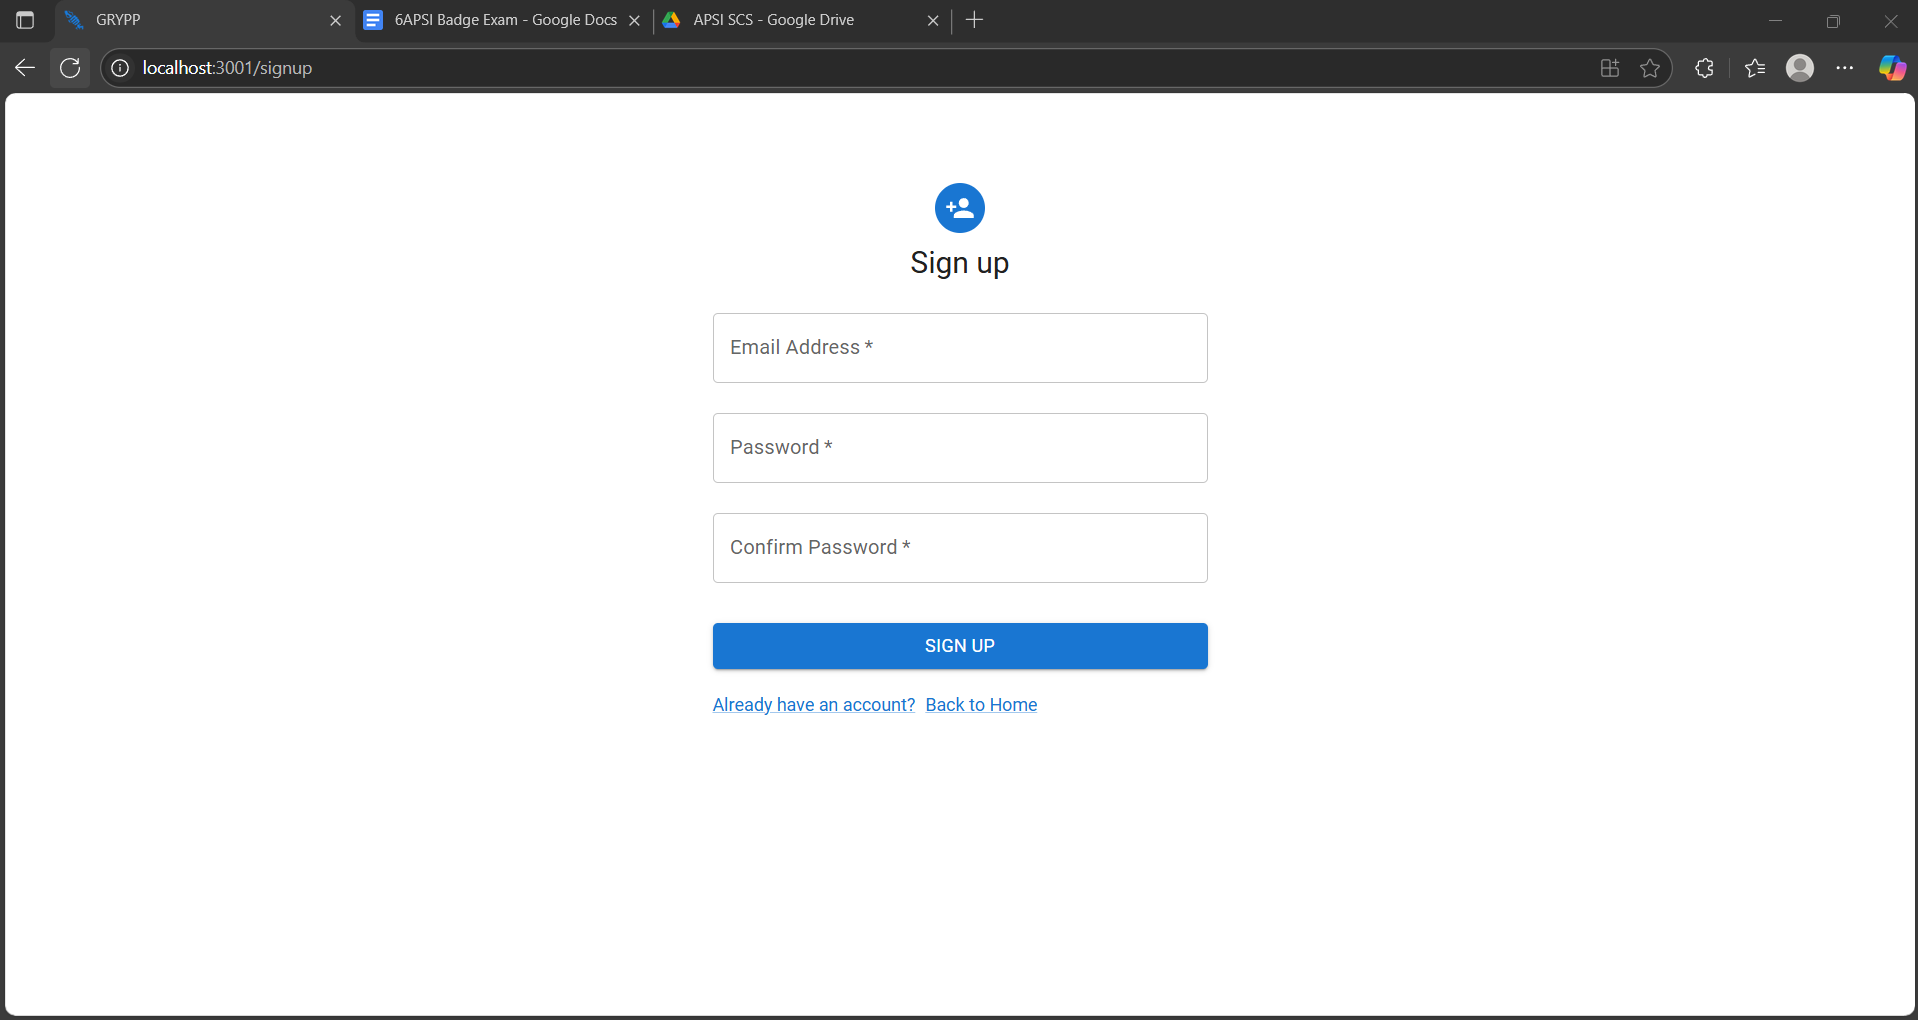 GRYPP
6APSI Badge Exam - Google Docs
APSI SCS - Google Drive
localhost:3001/signup
Sign up
Email Address *
Password *
Confirm Password *
SIGN UP
Already have an account? Back to Home